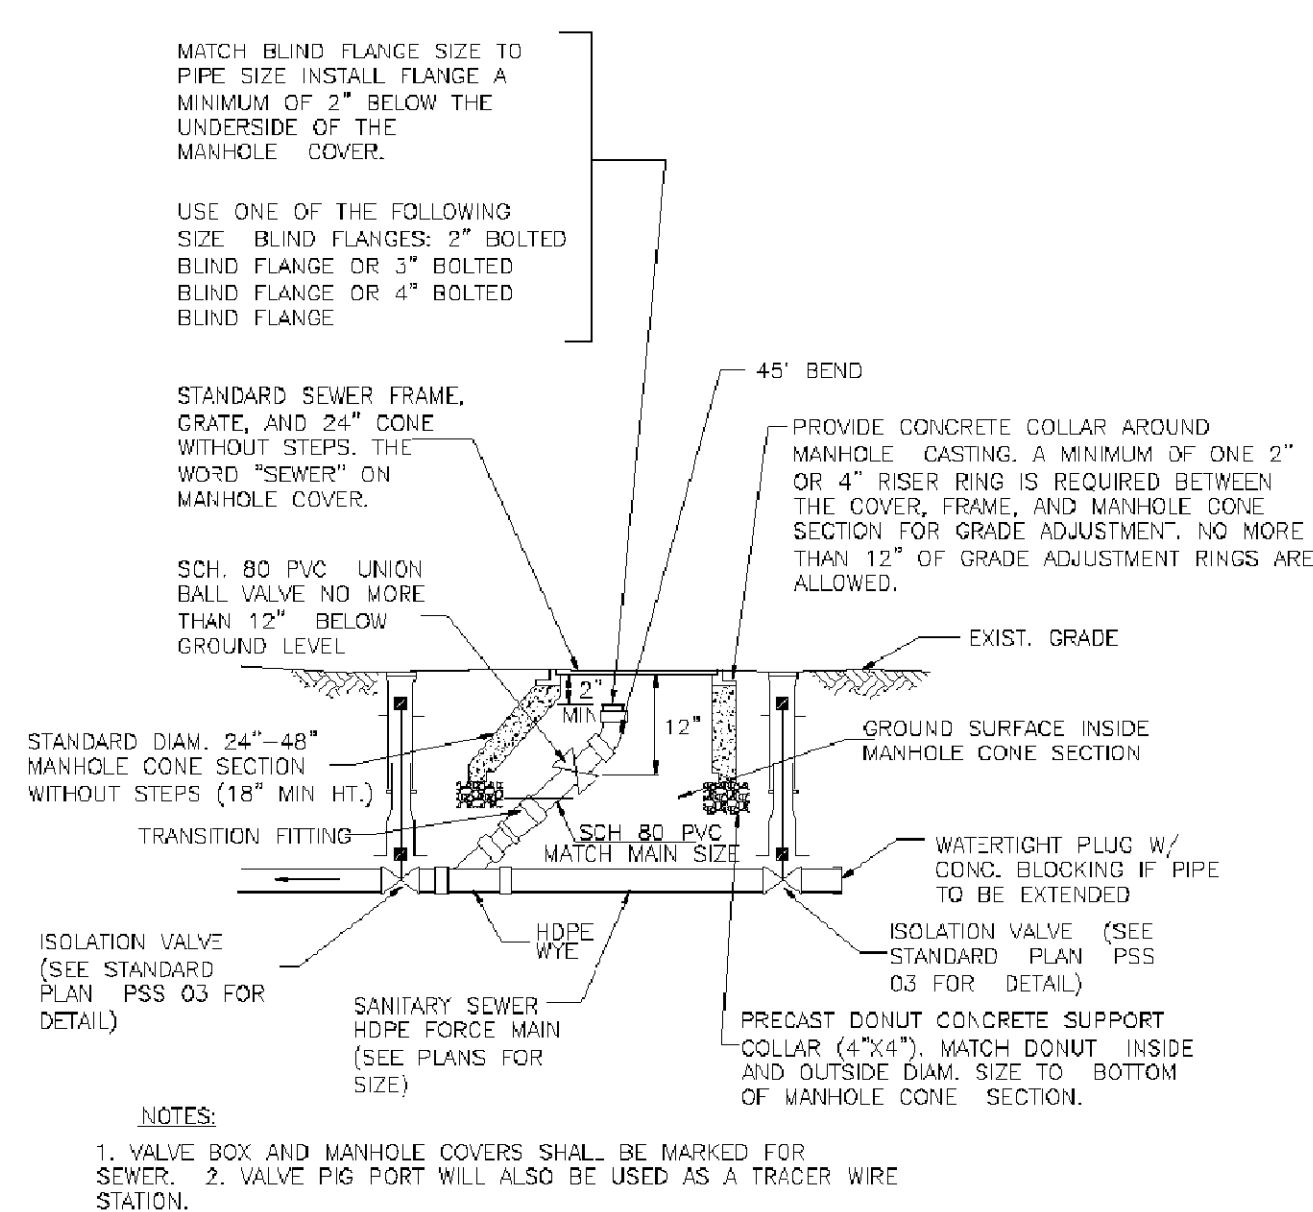 MATCH BLIND FLANGE SIZE TO
PIPE SIZE INSTALL FLANGE A
MINIMUM OF 2" BELOW THE
UNDERSIDE OF THE
MANHOLE COVER.
USE ONE OF THE FOLLOWING
SIZE BLIND FLANGES: 2" BOLTED
BLIND FLANGE OR 3" BOLTED
BLIND FLANGE OR 4" BOLTED
BLIND FLANGE
45° BEND
STANDARD SEWER FRAME,
GRATE, AND 24" CONE
WITHOUT STEPS. THE
WORD "SEWER" ON
MANHOLE COVER.
PROVIDE CONCRETE COLLAR AROUND
MANHOLE CASTING. A MINIMUM OF ONE 2"
OR 4" RISER RING IS REQUIRED BETWEEN
THE COVER, FRAME, AND MANHOLE CONE
SECTION FOR GRADE ADJUSTMENT. NO MORE
THAN 12" OF GRADE ADJUSTMENT RINGS ARE
ALLOWED.
SCH. 80 PVC UNION
BALL VALVE NO MORE
THAN 12" BELOW
GROUND LEVEL
EXIST. GRADE
2"
MIN
12"
STANDARD DIAM. 24"-48"
MANHOLE CONE SECTION
WITHOUT STEPS (18" MIN HT.)
GROUND SURFACE INSIDE
MANHOLE CONE SECTION
TRANSITION FITTING
SCH 80 PVC
MATCH MAIN SIZE
WATERTIGHT PLUG W/
CONC. BLOCKING IF PIPE
TO BE EXTENDED
ISOLATION VALVE
(SEE STANDARD
PLAN PSS 03 FOR
DETAIL)
HDPE
WYE
ISOLATION VALVE (SEE
STANDARD PLAN PSS
03 FOR DETAIL)
SANITARY SEWER
HDPE FORCE MAIN
(SEE PLANS FOR
SIZE)
PRECAST DONUT CONCRETE SUPPORT
COLLAR (4"X4"). MATCH DONUT INSIDE
AND OUTSIDE DIAM. SIZE TO BOTTOM
OF MANHOLE CONE SECTION.
NOTES:
1. VALVE BOX AND MANHOLE COVERS SHALL BE MARKED FOR
SEWER. 2. VALVE PIG PORT WILL ALSO BE USED AS A TRACER WIRE
STATION.